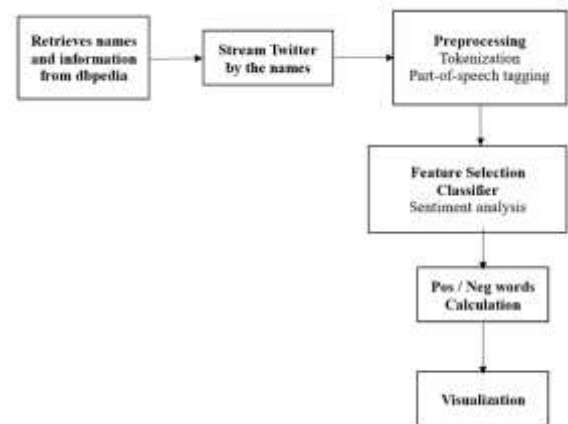 Retrieves names
and information
from dbpedia
Stream Twitter
by the names
Preprocessing
Tokenization
Part-of-speech tagging
Feature Selection
Classifier
Sentiment analysis
Pos / Neg words
Calculation
Visualization